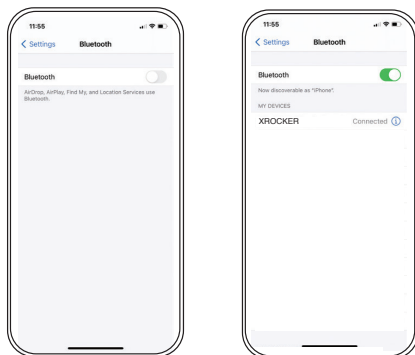 11:55
Settings Bluetooth
Bluetooth
AirDrop, AirPlay, Find My, and Location Services use
Bluetooth.
11:55
Settings Bluetooth
Bluetooth
Now discoverable as "iPhone".
MY DEVICES
XROCKER Connected